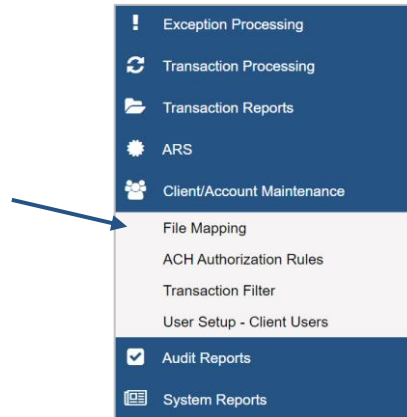 Exception Processing
Transaction Processing
Transaction Reports
ARS
Client/Account Maintenance
File Mapping
ACH Authorization Rules
Transaction Filter
User Setup - Client Users
Audit Reports
System Reports